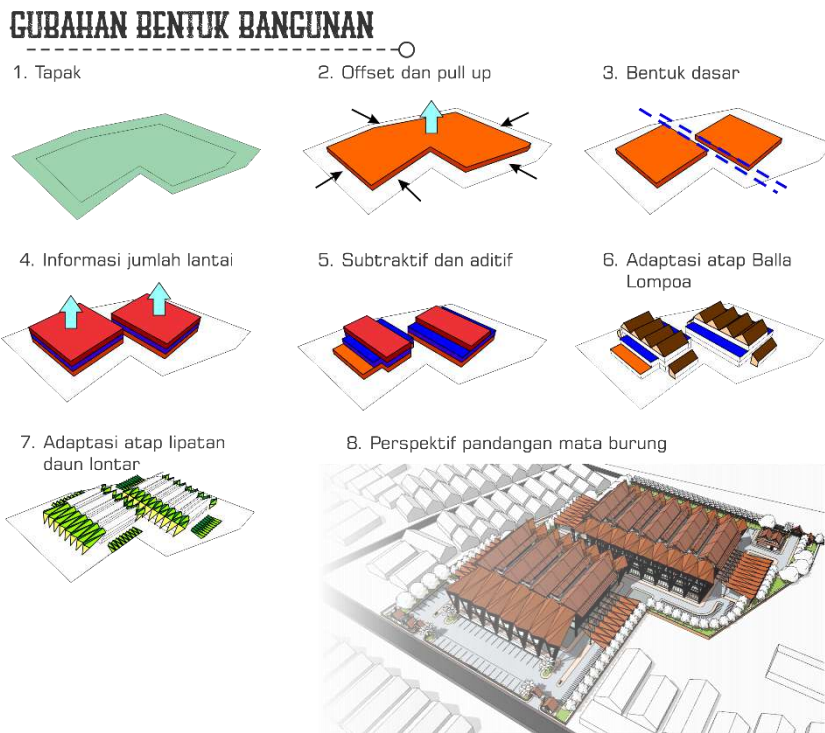 GUBAHAN BENTUK BANGUNAN
1. Tapak
2. Offset dan pull up
3. Bentuk dasar
4. Informasi jumlah lantai
5. Subtraktif dan aditif
6. Adaptasi atap Balla
Lompoa
7. Adaptasi atap lipatan
daun lontar
8. Perspektif pandangan mata burung